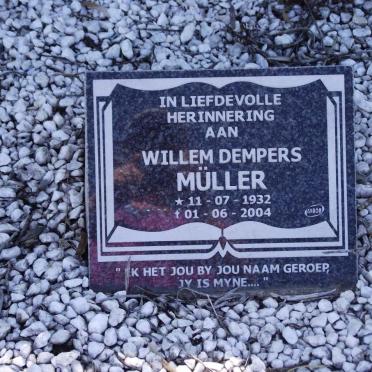 IN LIEFDEVOLLE
HERINNERING
AAN
WILLEM DEMPERS
MÜLLER
★ 11 - 07 - 1932
† 01 - 06 - 2004
" EK HET JOU BY JOU NAAM GEROEP,
JY IS MYNE.... "